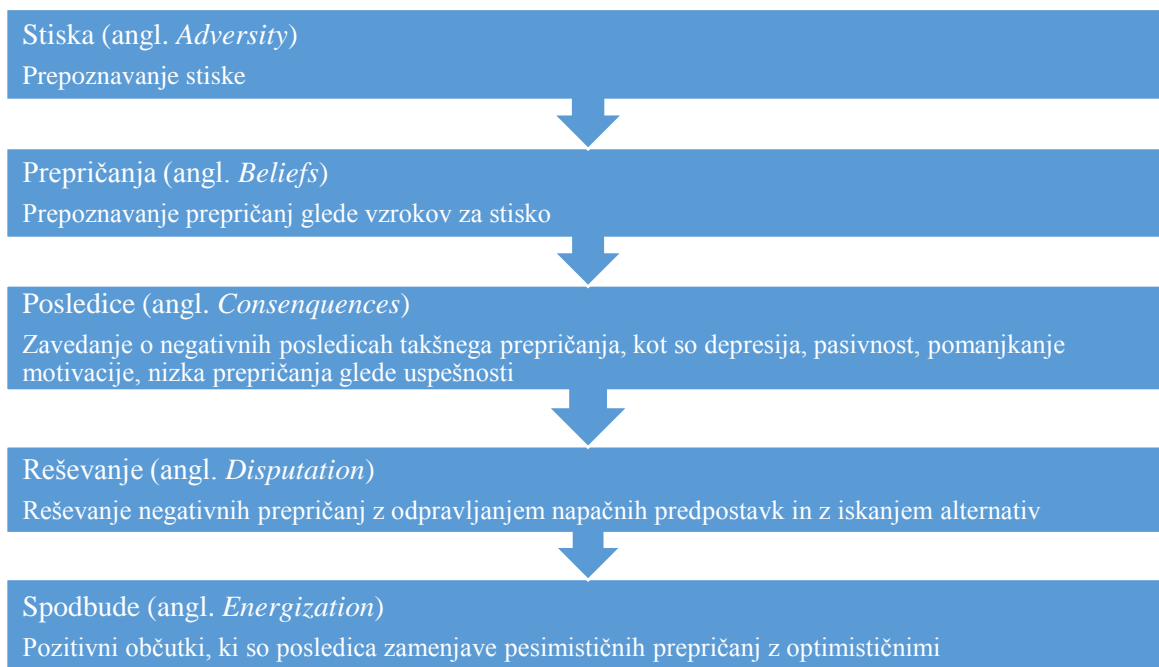 Stiska (angl. Adversity)
Prepoznavanje stiske
Prepričanja (angl. Beliefs)
Prepoznavanje prepričanj glede vzrokov za stisko
Posledice (angl. Consenquences)
Zavedanje o negativnih posledicah takšnega prepričanja, kot so depresija, pasivnost, pomanjkanje
motivacije, nizka prepričanja glede uspešnosti
Reševanje (angl. Disputation)
Reševanje negativnih prepričanj z odpravljanjem napačnih predpostavk in z iskanjem alternativ
Spodbude (angl. Energization)
Pozitivni občutki, ki so posledica zamenjave pesimističnih prepričanj z optimističnimi